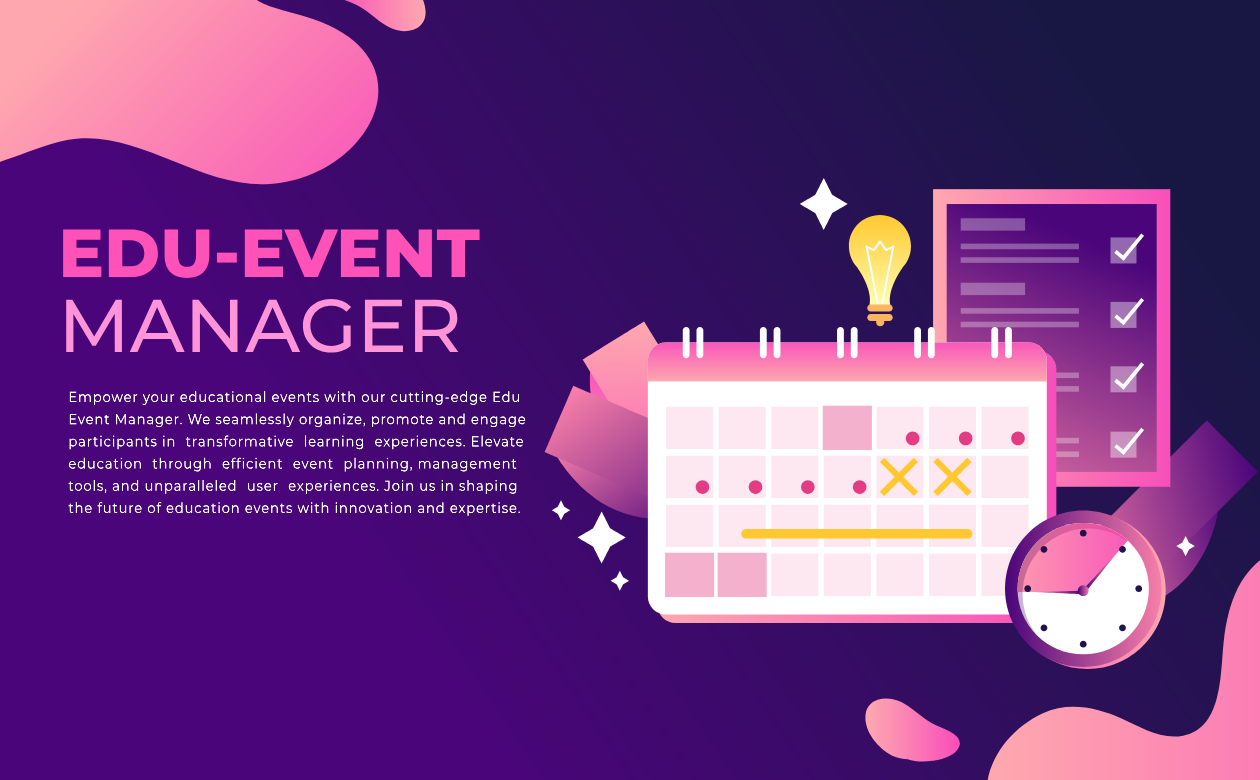 EDU-EVENT
MANAGER
Empower your educational events with our cutting-edge Edu
Event Manager. We seamlessly organize, promote and engage
participants in transformative learning experiences. Elevate
education through efficient event planning, management
tools, and unparalleled user experiences. Join us in shaping
the future of education events with innovation and expertise.